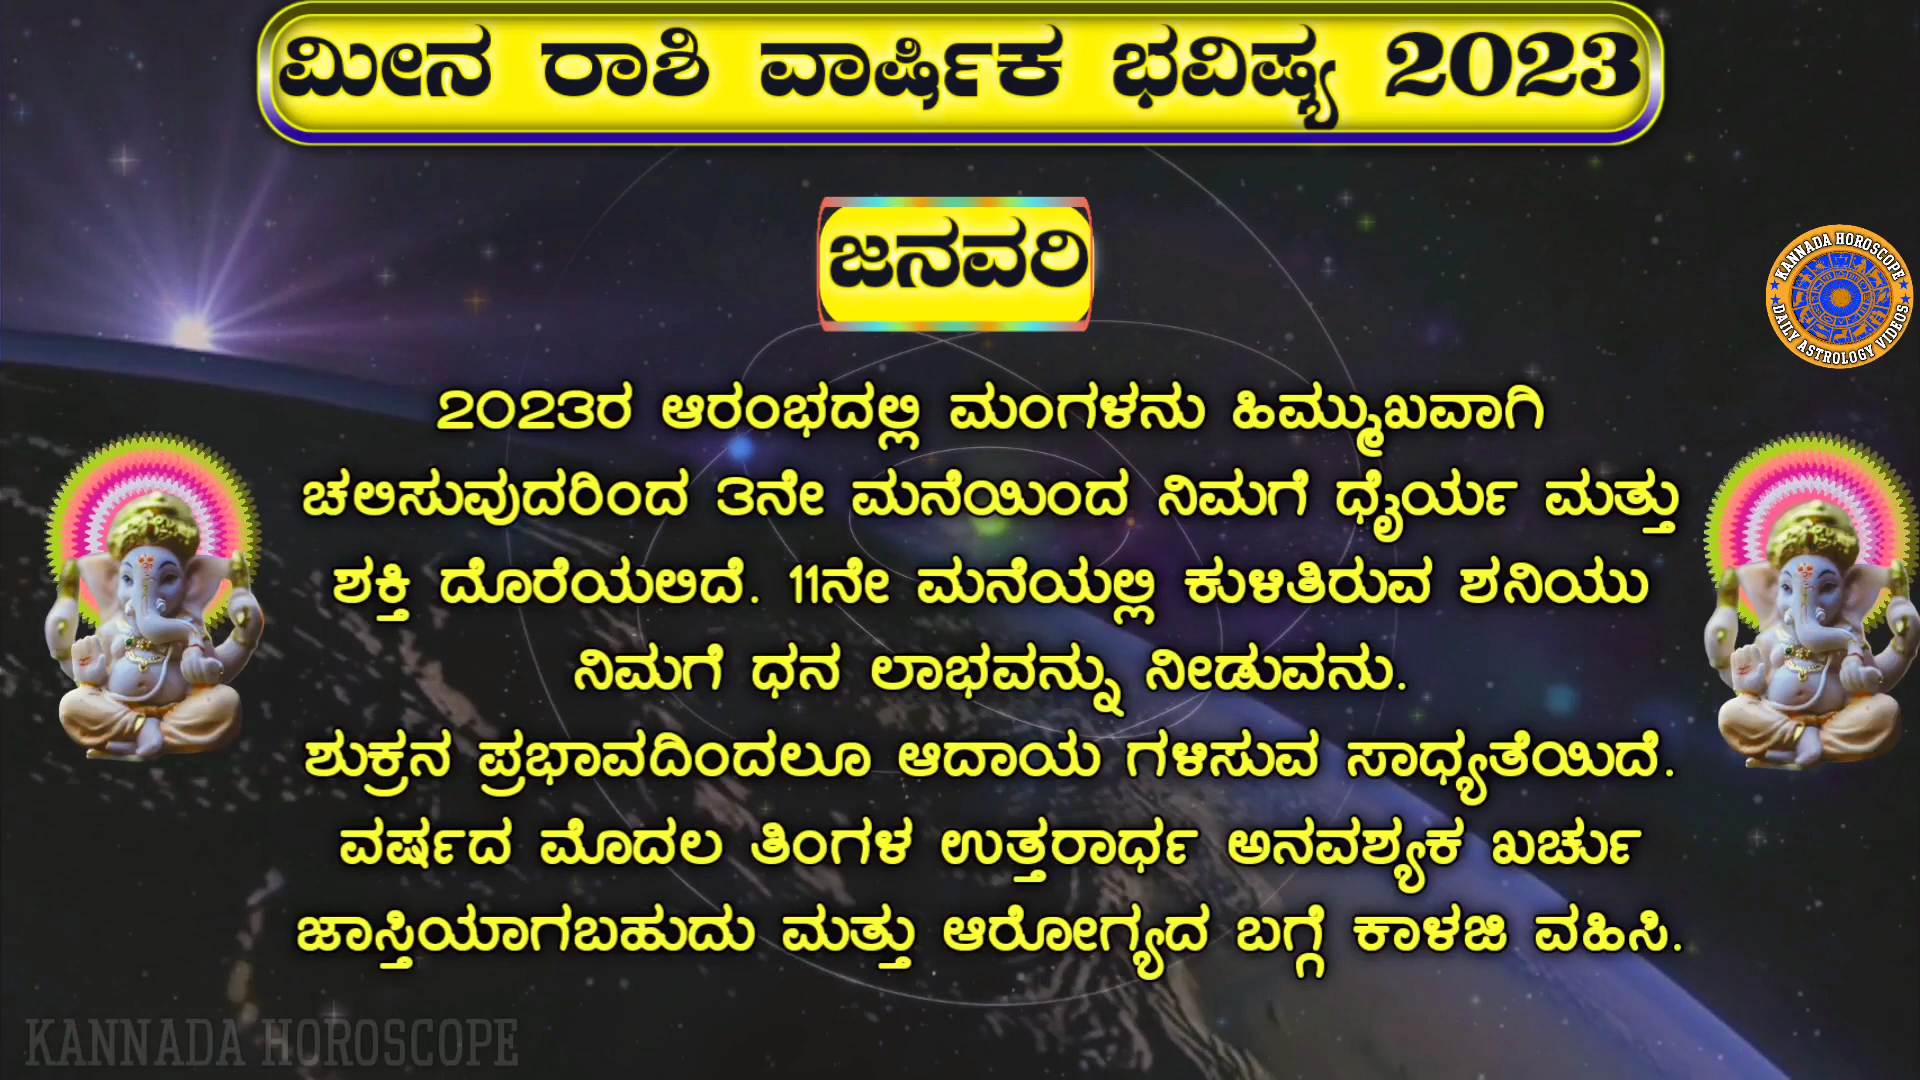 ಮೀನ ರಾಶಿ ವಾರ್ಷಿಕ ಭವಿಷ್ಯ 2023
ಜನವರಿ
KANNADA HOROSCOPE
DAILY ASTROLOGY VIDEOS
2023ರ ಆರಂಭದಲ್ಲಿ ಮಂಗಳನು ಹಿಮ್ಮುಖವಾಗಿ
ಚಲಿಸುವುದರಿಂದ 3ನೇ ಮನೆಯಿಂದ ನಿಮಗೆ ಧೈರ್ಯ ಮತ್ತು
ಶಕ್ತಿ ದೊರೆಯಲಿದೆ. 11ನೇ ಮನೆಯಲ್ಲಿ ಕುಳಿತಿರುವ ಶನಿಯು
ನಿಮಗೆ ಧನ ಲಾಭವನ್ನು ನೀಡುವನು.
ಶುಕ್ರನ ಪ್ರಭಾವದಿಂದಲೂ ಆದಾಯ ಗಳಿಸುವ ಸಾಧ್ಯತೆಯಿದೆ.
ವರ್ಷದ ಮೊದಲ ತಿಂಗಳ ಉತ್ತರಾರ್ಧ ಅನವಶ್ಯಕ ಖರ್ಚು
ಜಾಸ್ತಿಯಾಗಬಹುದು ಮತ್ತು ಆರೋಗ್ಯದ ಬಗ್ಗೆ ಕಾಳಜಿ ವಹಿಸಿ.
KANNADA HOROSCOPE